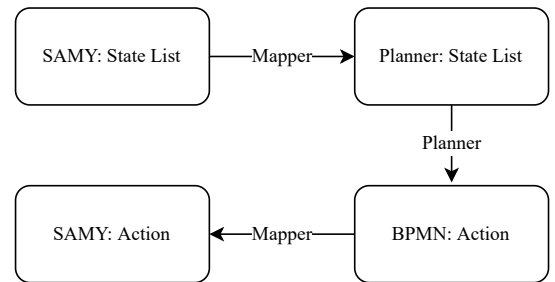 SAMY: State List
Mapper
Planner: State List
Planner
SAMY: Action
Mapper
BPMN: Action